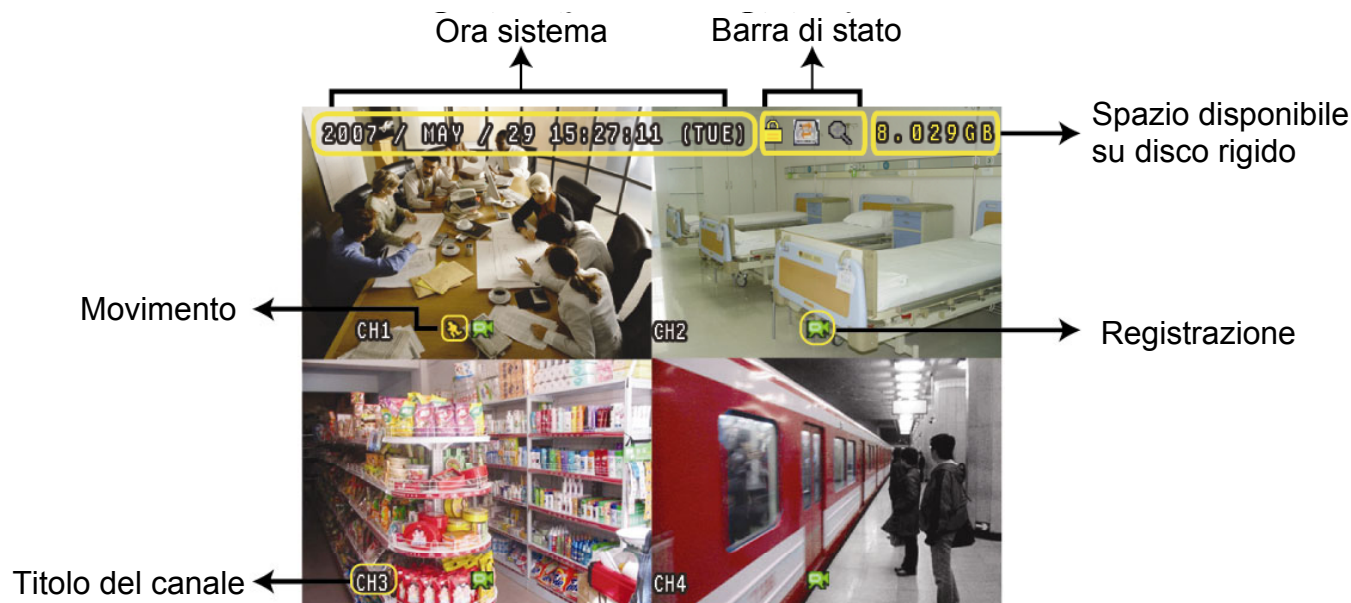 Ora sistema
Barra di stato
2007 / MAY / 29 15:27:11 (TUE)
8.029GB
Spazio disponibile
su disco rigido
Movimento
CH1
CH2
Registrazione
Titolo del canale
CH3
CH4